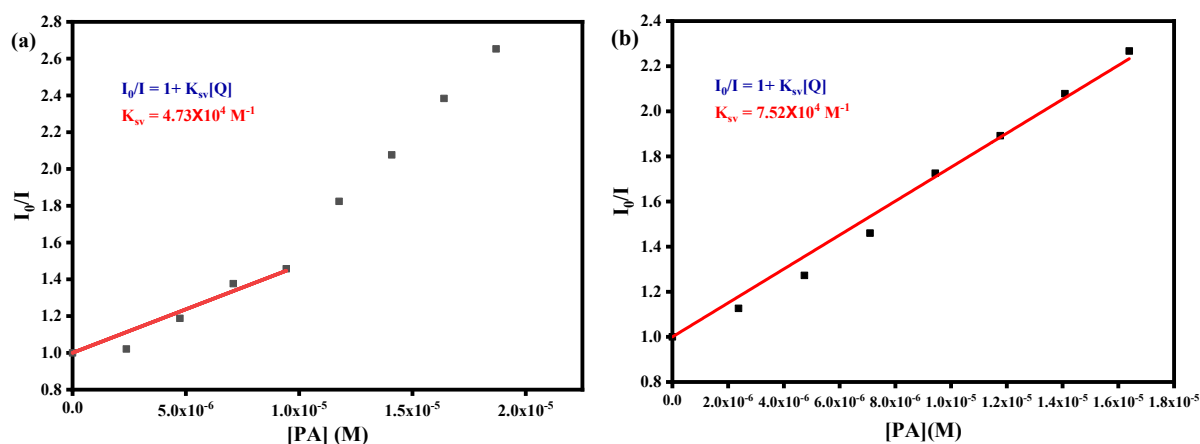 (a)
I₀/I = 1+ Kₛᵥ[Q]
Kₛᵥ = 4.73X10⁴ M⁻¹
I₀/I
2.8
2.6
2.4
2.2
2.0
1.8
1.6
1.4
1.2
1.0
0.8
0.0 5.0x10⁻⁶ 1.0x10⁻⁵ 1.5x10⁻⁵ 2.0x10⁻⁵
[PA] (M)
(b)
I₀/I = 1+ Kₛᵥ[Q]
Kₛᵥ = 7.52X10⁴ M⁻¹
I₀/I
2.4
2.2
2.0
1.8
1.6
1.4
1.2
1.0
0.8
0.0 2.0x10⁻⁶ 4.0x10⁻⁶ 6.0x10⁻⁶ 8.0x10⁻⁶ 1.0x10⁻⁵ 1.2x10⁻⁵ 1.4x10⁻⁵ 1.6x10⁻⁵ 1.8x10⁻⁵
[PA](M)